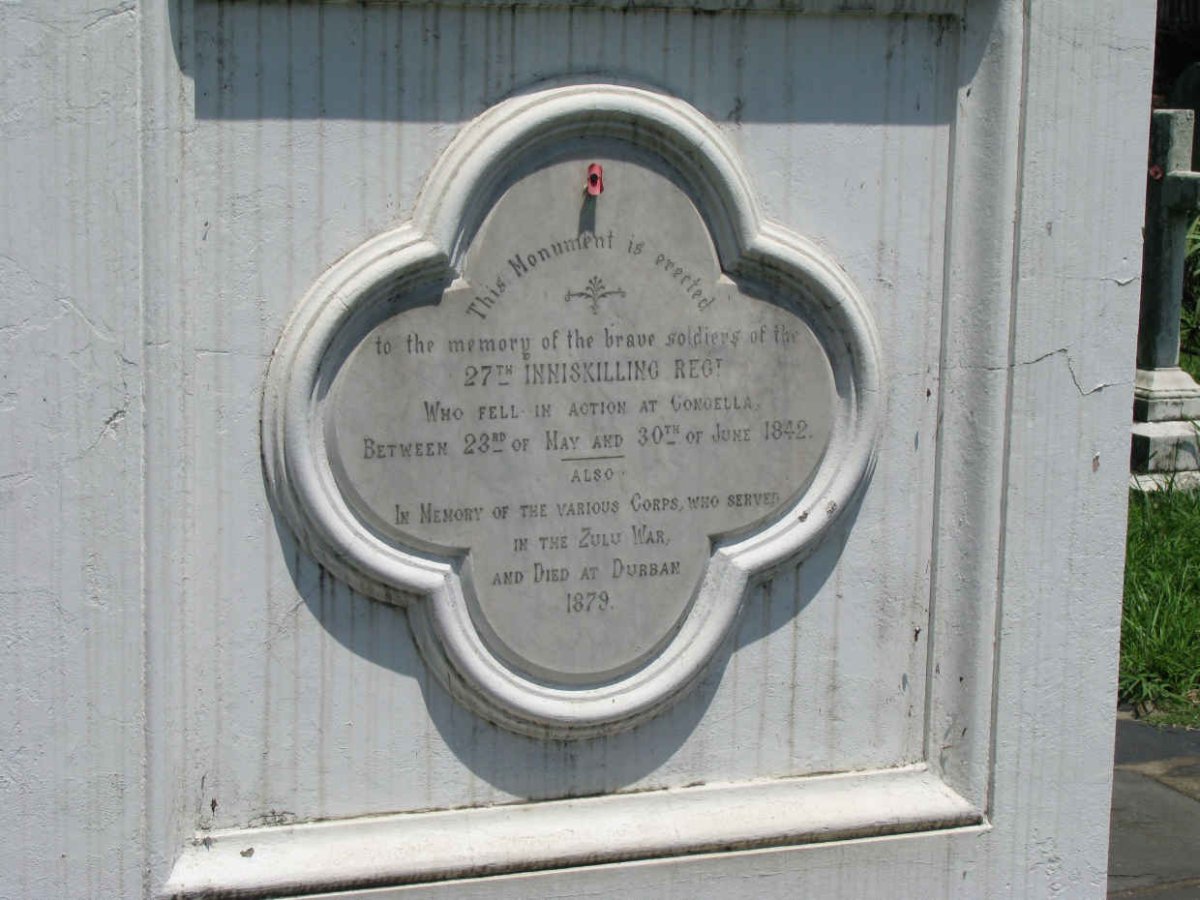 This Monument is erected
to the memory of the brave soldiers of the
27TH INNISKILLING REGT
WHO FELL IN ACTION AT CONGELLA,
BETWEEN 23RD OF MAY AND 30TH OF JUNE 1842.
ALSO
IN MEMORY OF THE VARIOUS CORPS, WHO SERVED
IN THE ZULU WAR,
AND DIED AT DURBAN
1879.